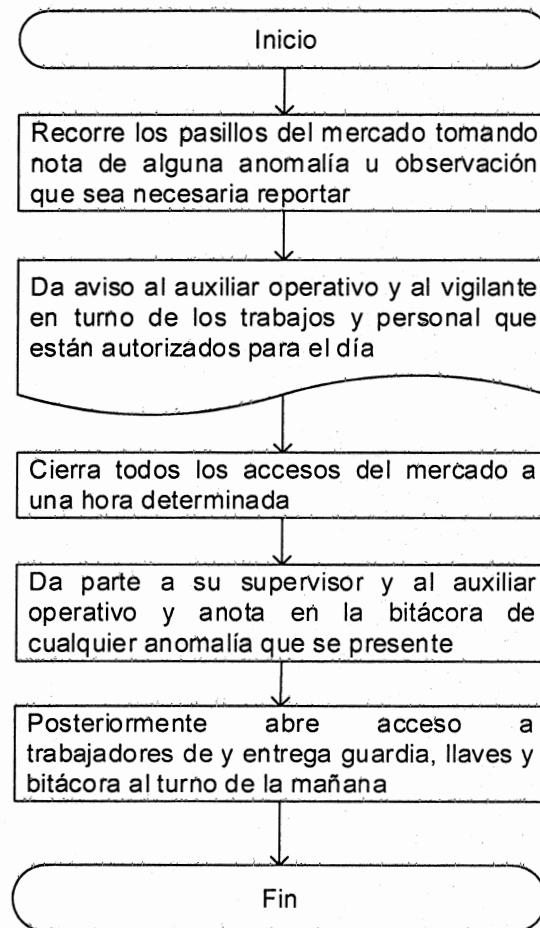 Inicio
Recorre los pasillos del mercado tomando
nota de alguna anomalía u observación
que sea necesaria reportar
Da aviso al auxiliar operativo y al vigilante
en turno de los trabajos y personal que
están autorizados para el día
Cierra todos los accesos del mercado a
una hora determinada
Da parte a su supervisor y al auxiliar
operativo y anota en la bitácora de
cualquier anomalía que se presente
Posteriormente abre acceso a
trabajadores de y entrega guardia, llaves y
bitácora al turno de la mañana
Fin